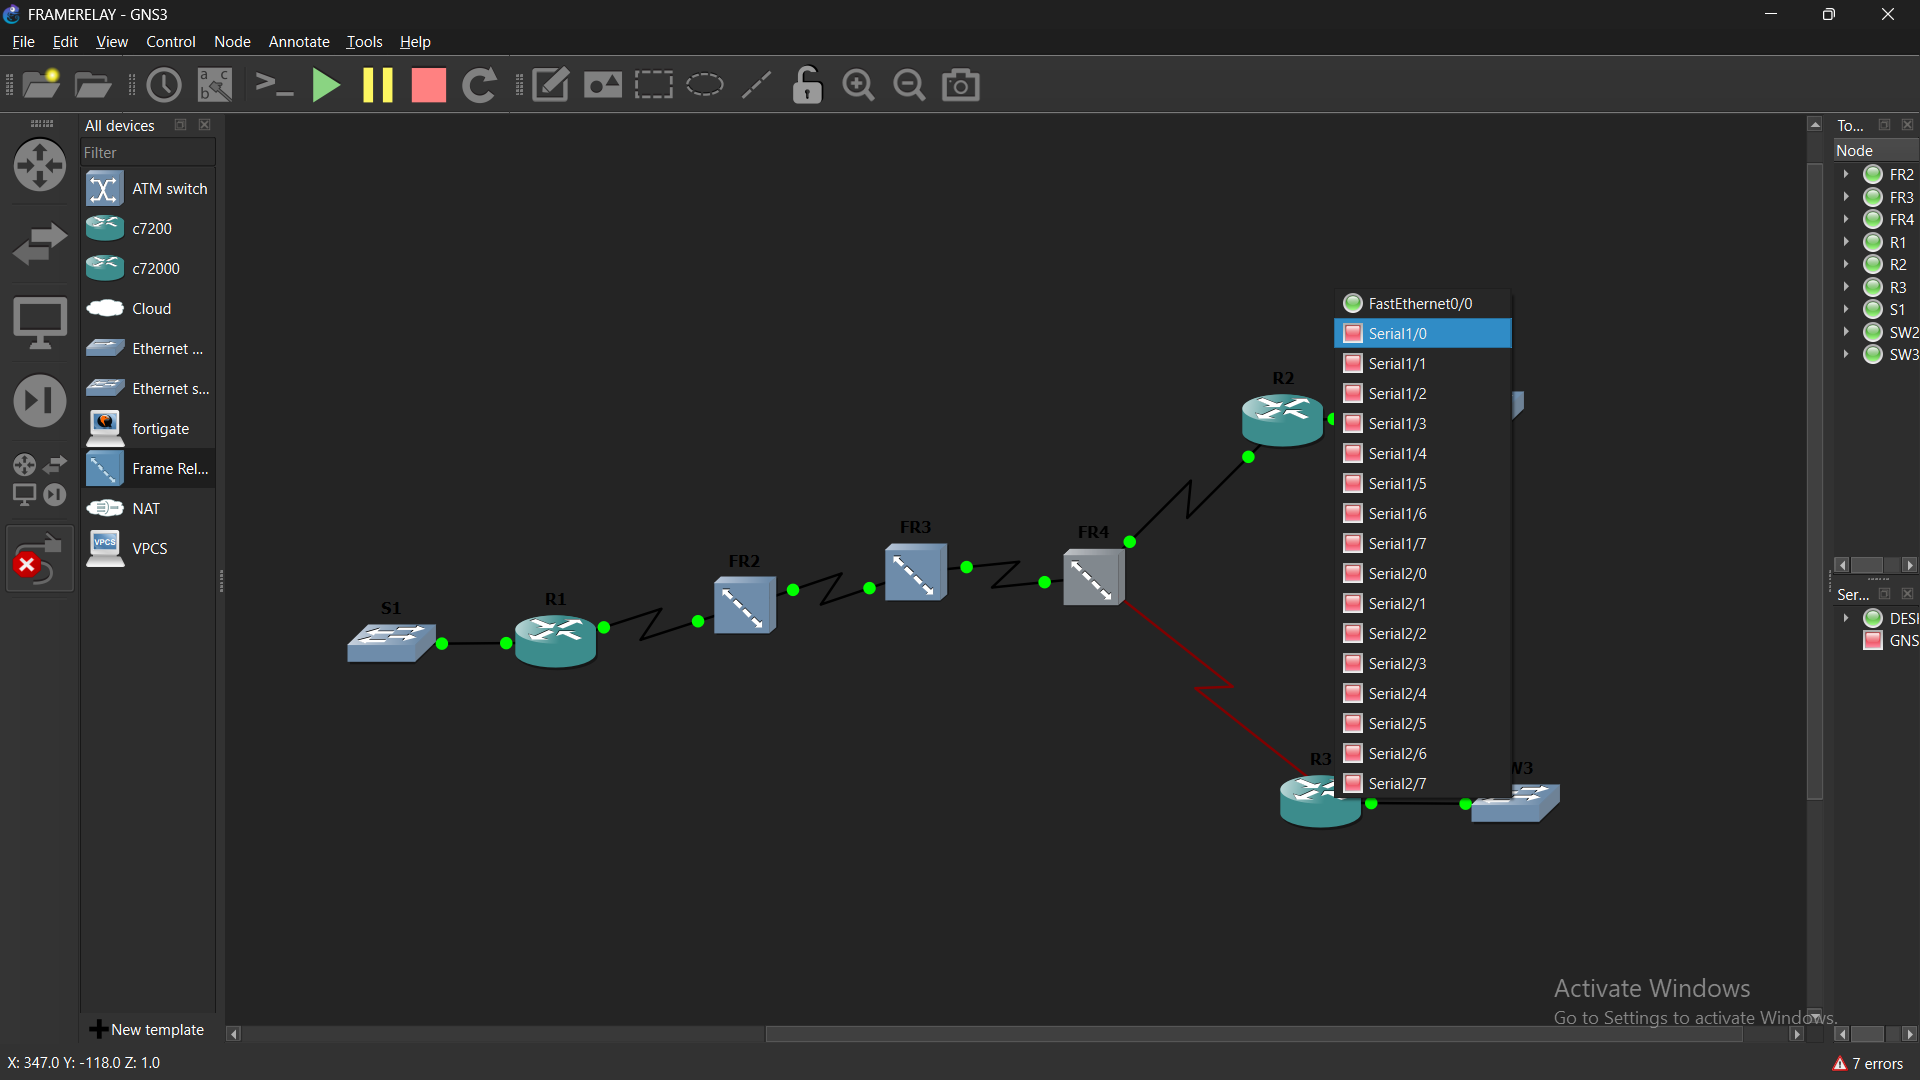 FRAMERELAY - GNS3
File Edit View Control Node Annotate Tools Help
All devices
Filter
ATM switch
c7200
c72000
Cloud
Ethernet ...
Ethernet s...
fortigate
Frame Rel...
NAT
VPCS
New template
S1
R1
FR2
FR3
FR4
R2
R3
W3
FastEthernet0/0
Serial1/0
Serial1/1
Serial1/2
Serial1/3
Serial1/4
Serial1/5
Serial1/6
Serial1/7
Serial2/0
Serial2/1
Serial2/2
Serial2/3
Serial2/4
Serial2/5
Serial2/6
Serial2/7
To...
Node
FR2
FR3
FR4
R1
R2
R3
S1
SW2
SW3
Ser...
DESI
GNS
Activate Windows
Go to Settings to activate Windows.
X: 347.0 Y: -118.0 Z: 1.0
7 errors